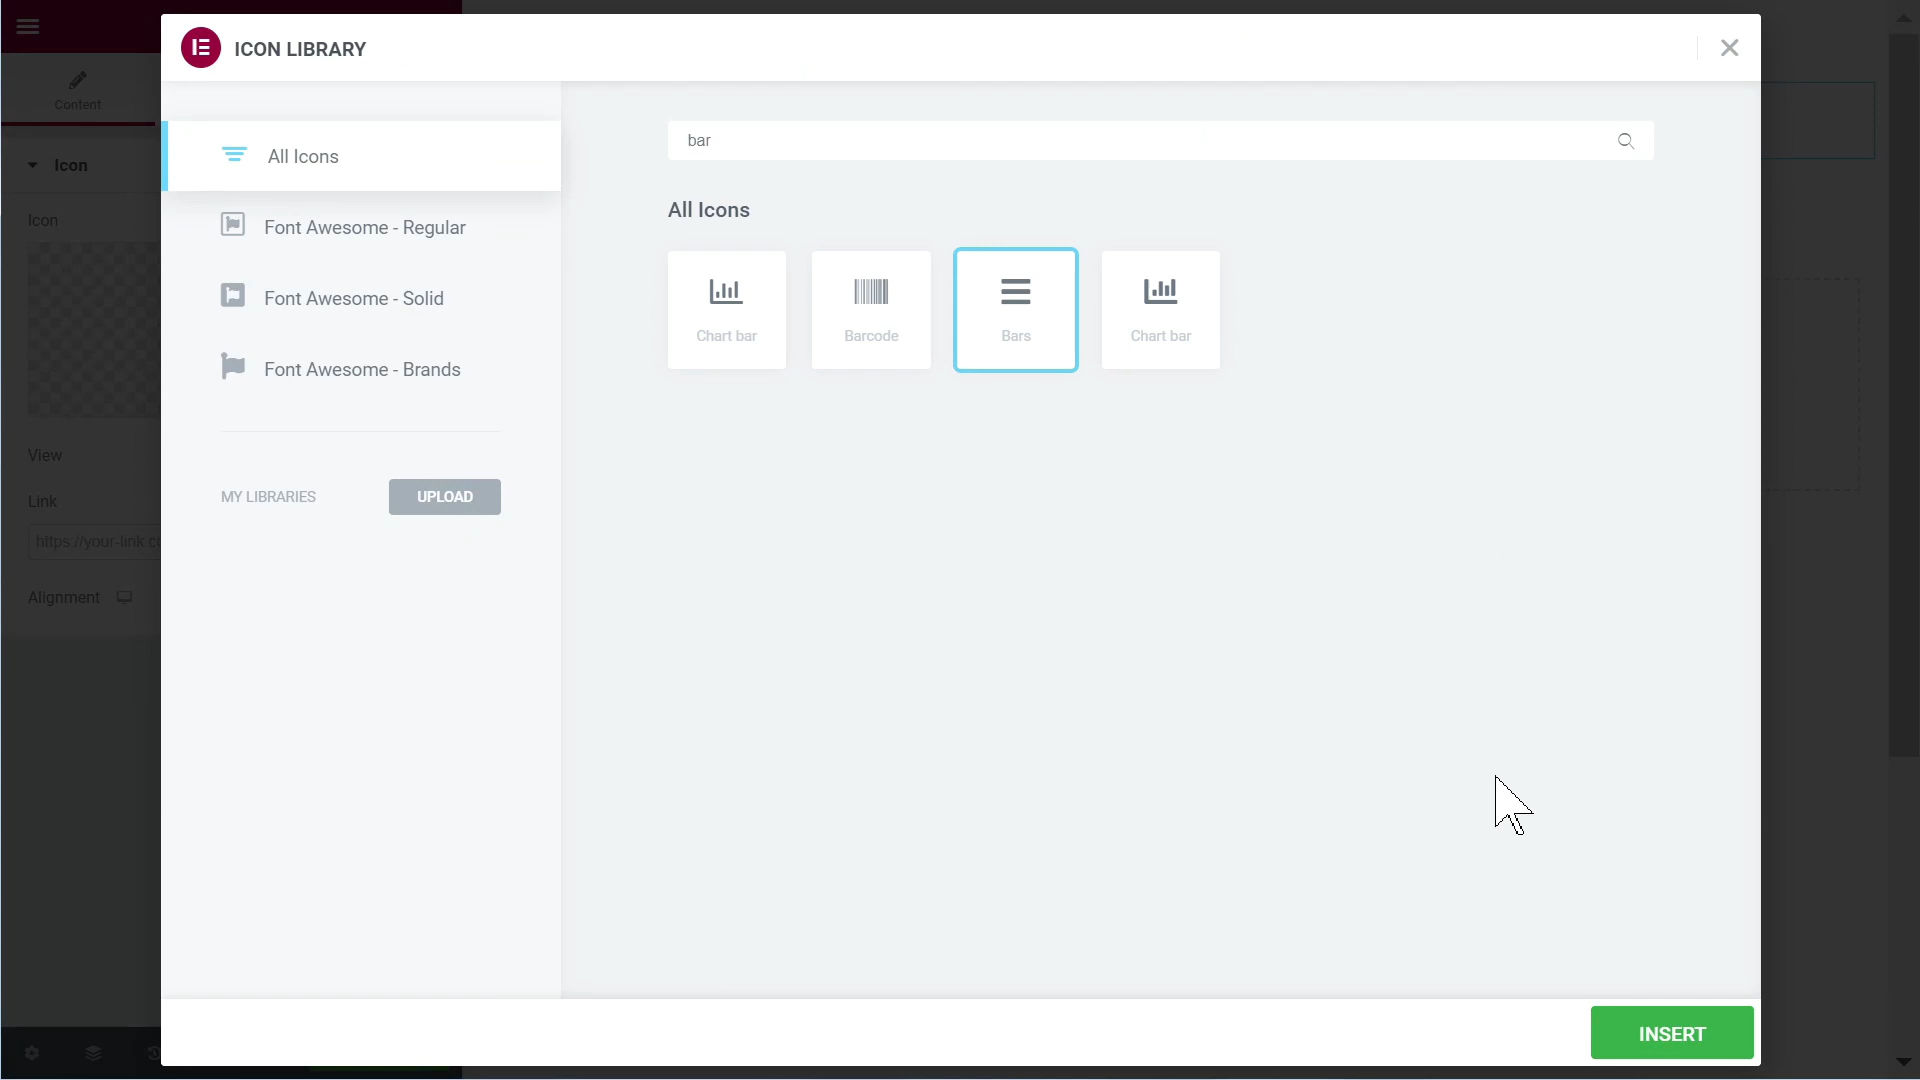 ICON LIBRARY
Content
All Icons
bar
Icon
All Icons
Icon
Font Awesome - Regular
Font Awesome - Solid
Chart bar
Barcode
Bars
Chart bar
Font Awesome - Brands
View
MY LIBRARIES
UPLOAD
Link
https://your-link.co
Alignment
INSERT